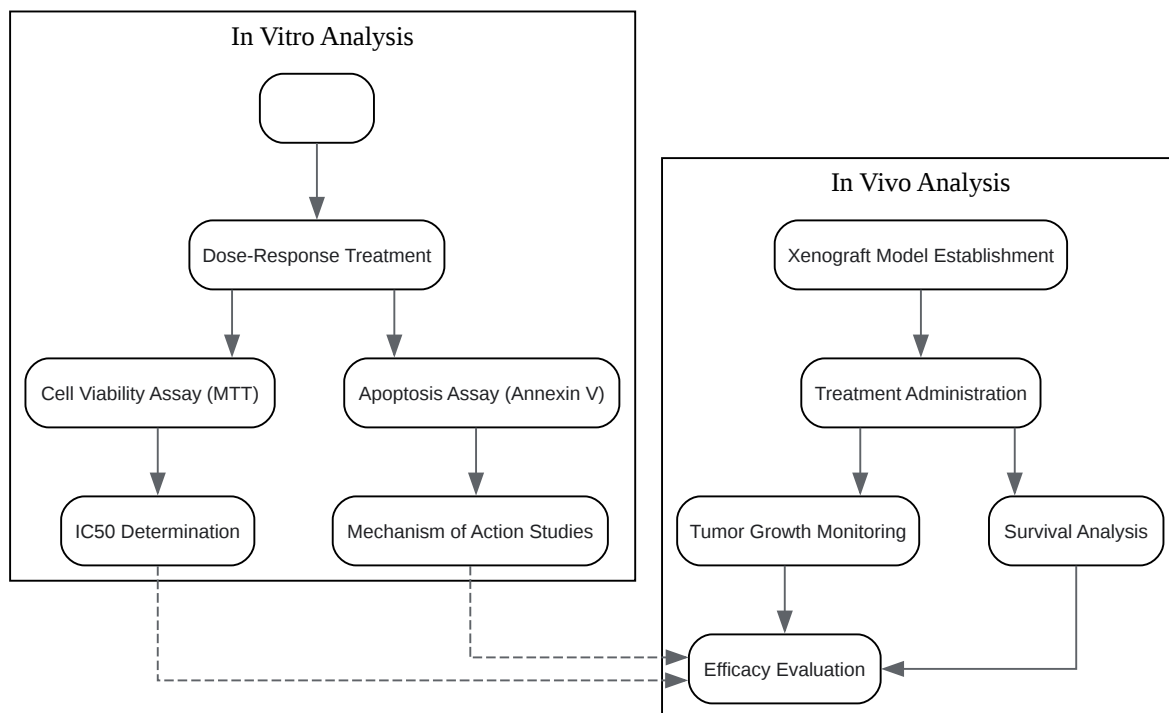 In Vitro Analysis
Dose-Response Treatment
Cell Viability Assay (MTT)
Apoptosis Assay (Annexin V)
IC50 Determination
Mechanism of Action Studies
In Vivo Analysis
Xenograft Model Establishment
Treatment Administration
Tumor Growth Monitoring
Survival Analysis
Efficacy Evaluation